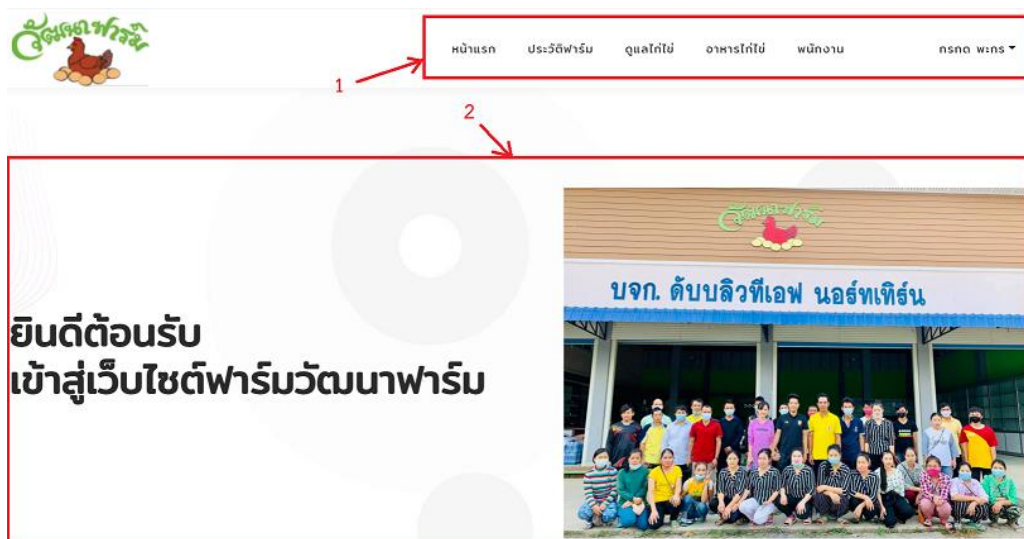 วัฒนาฟาร์ม
หน้าแรก ประวัติฟาร์ม ดูแลไก่ไข่ อาหารไก่ไข่ พนักงาน กรกต พะกร
1
2
วัฒนาฟาร์ม
บจก. ดับบลิวทีเอฟ นอร์ทเทิร์น
ยินดีต้อนรับ
เข้าสู่เว็บไซต์ฟาร์มวัฒนาฟาร์ม